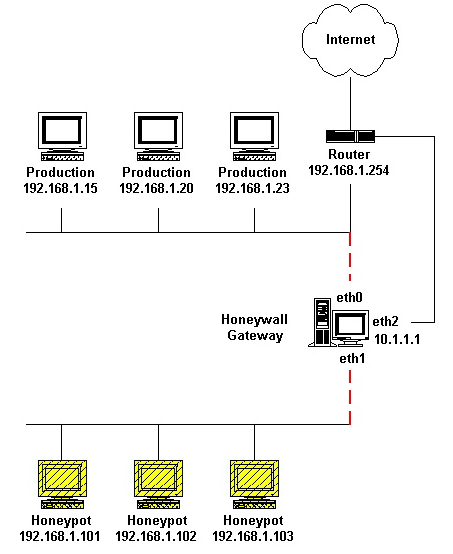 Internet
Router
192.168.1.254
Production
192.168.1.15
Production
192.168.1.20
Production
192.168.1.23
eth0
Honeywall
Gateway
eth2
10.1.1.1
eth1
Honeypot
192.168.1.101
Honeypot
192.168.1.102
Honeypot
192.168.1.103